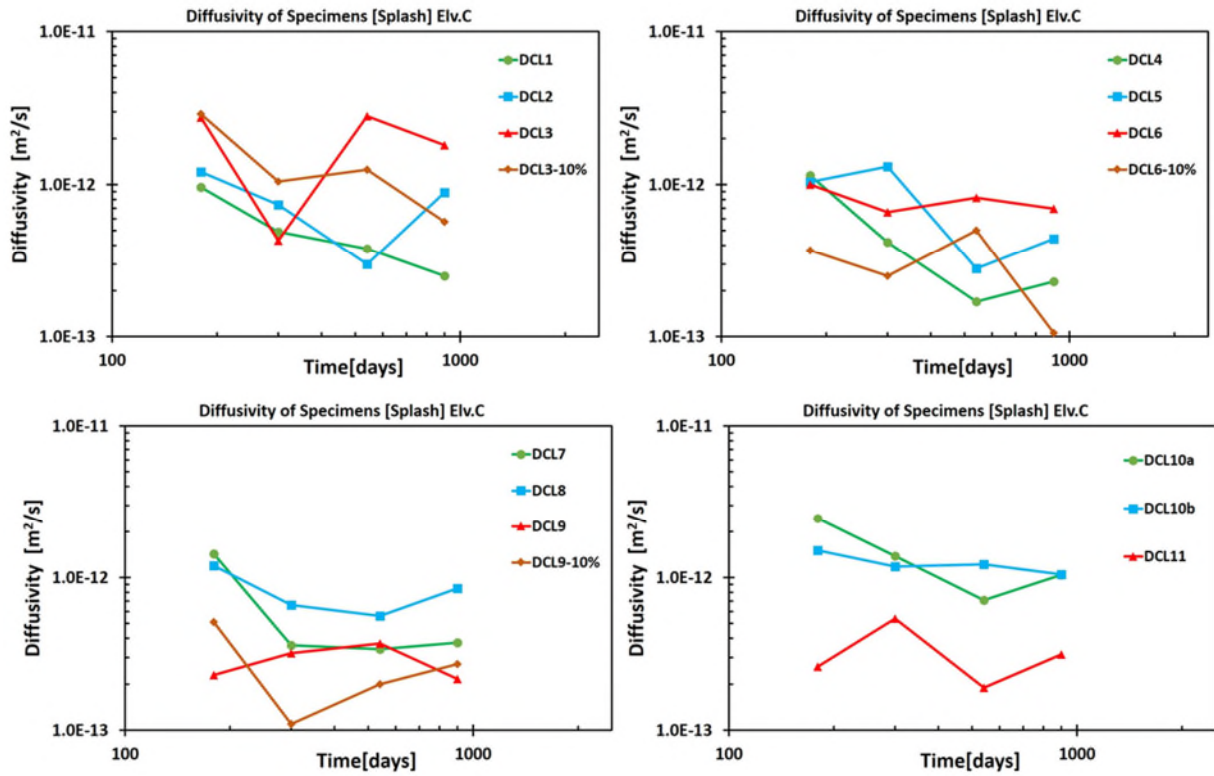 Diffusivity of Specimens [Splash] Elv.C
1.0E-11
DCL1
DCL2
DCL3
DCL3-10%
Diffusivity [m²/s]
1.0E-12
1.0E-13
100
1000
Time[days]
Diffusivity of Specimens [Splash] Elv.C
1.0E-11
DCL4
DCL5
DCL6
DCL6-10%
Diffusivity [m²/s]
1.0E-12
1.0E-13
100
1000
Time[days]
Diffusivity of Specimens [Splash] Elv.C
1.0E-11
DCL7
DCL8
DCL9
DCL9-10%
Diffusivity [m²/s]
1.0E-12
1.0E-13
100
1000
Time[days]
Diffusivity of Specimens [Splash] Elv.C
1.0E-11
DCL10a
DCL10b
DCL11
Diffusivity [m²/s]
1.0E-12
1.0E-13
100
1000
Time[days]